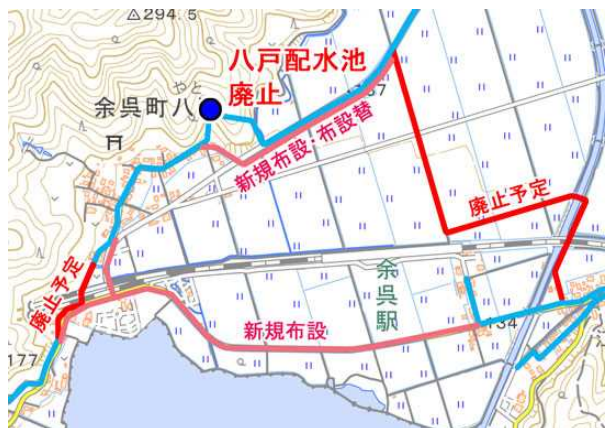 294.5
八戸配水池
廃止
やと
余呉町八
新規布設・布設替
廃止予定
廃止予定
余呉駅
新規布設
134
177